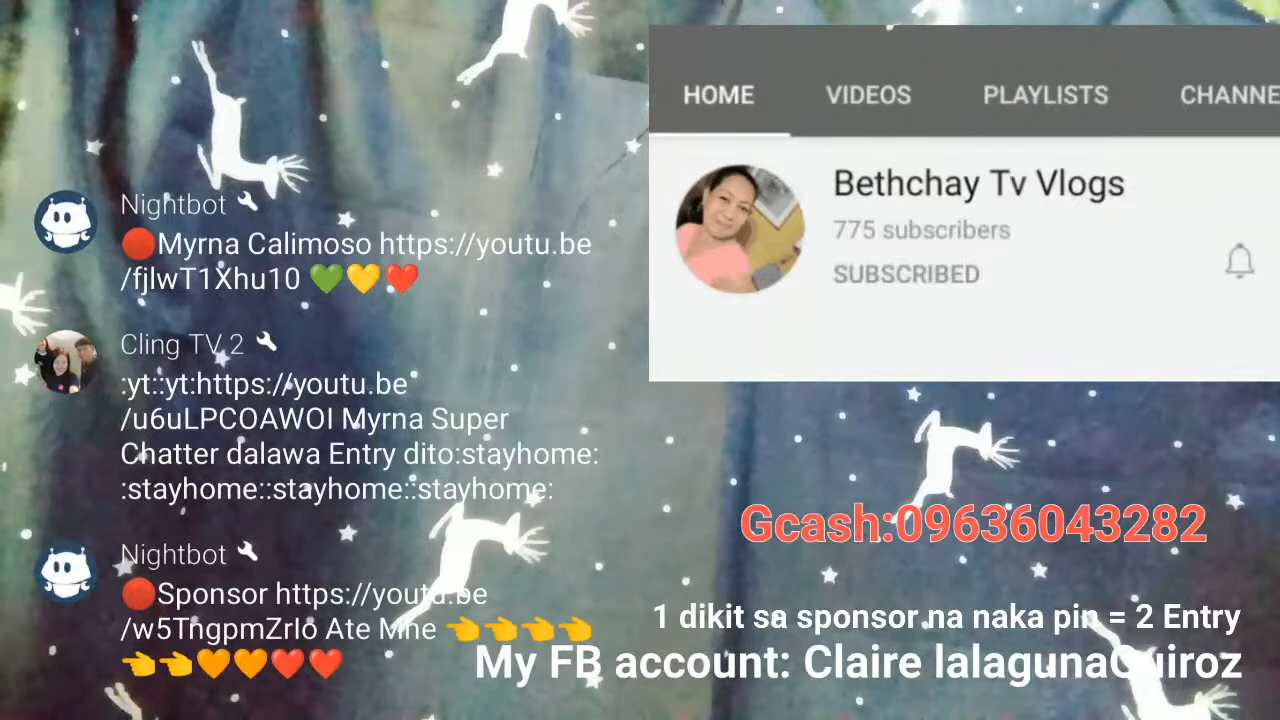 HOME VIDEOS PLAYLISTS CHANNE
Bethchay Tv Vlogs
775 subscribers
SUBSCRIBED
Nightbot
🔴Myrna Calimoso https://youtu.be
/fjlwT1Xhu10 💚💛❤️
Cling TV 2
:yt::yt:https://youtu.be
/u6uLPCOAWOI Myrna Super
Chatter dalawa Entry dito:stayhome:
:stayhome::stayhome::stayhome:
Nightbot
🔴Sponsor https://youtu.be
/w5TngpmZrIo Ate Mhe 👈👈👈👈
👈👈🧡🧡❤️❤️
Gcash:09636043282
1 dikit sa sponsor na naka pin = 2 Entry
My FB account: Claire lalagunaQuiroz